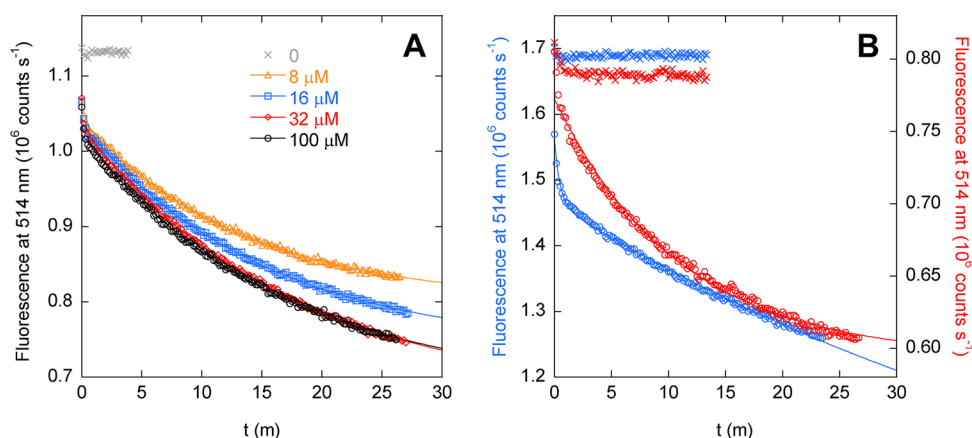 A
Fluorescence at 514 nm (10⁶ counts s⁻¹)
1.1
1.0
0.9
0.8
0.7
0
8 μM
16 μM
32 μM
100 μM
0 5 10 15 20 25 30
t (m)
B
Fluorescence at 514 nm (10⁶ counts s⁻¹)
1.7
1.6
1.5
1.4
1.3
1.2
0 5 10 15 20 25 30
t (m)
0.80
0.75
0.70
0.65
0.60
Fluorescence at 514 nm (10⁶ counts s⁻¹)